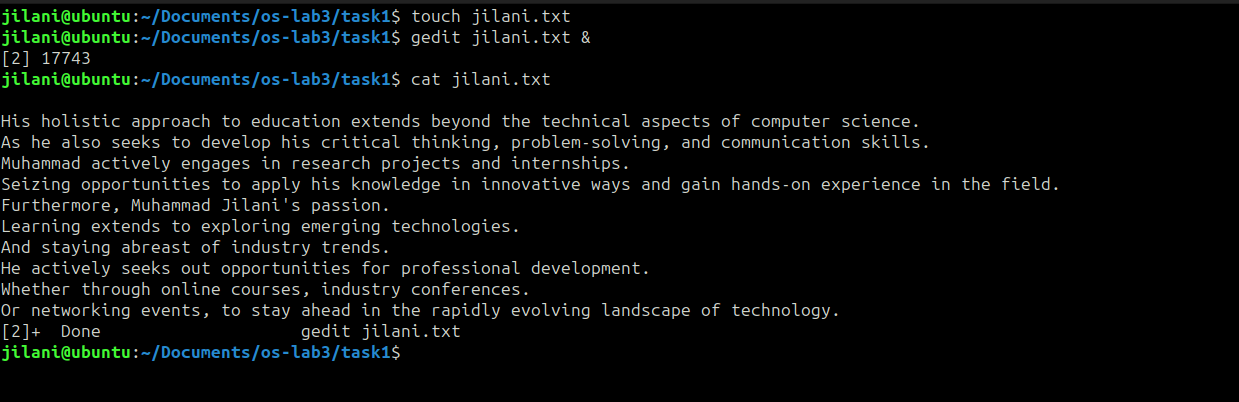 jilani@ubuntu:~/Documents/os-lab3/task1$ touch jilani.txt
jilani@ubuntu:~/Documents/os-lab3/task1$ gedit jilani.txt &
[2] 17743
jilani@ubuntu:~/Documents/os-lab3/task1$ cat jilani.txt

His holistic approach to education extends beyond the technical aspects of computer science.
As he also seeks to develop his critical thinking, problem-solving, and communication skills.
Muhammad actively engages in research projects and internships.
Seizing opportunities to apply his knowledge in innovative ways and gain hands-on experience in the field.
Furthermore, Muhammad Jilani's passion.
Learning extends to exploring emerging technologies.
And staying abreast of industry trends.
He actively seeks out opportunities for professional development.
Whether through online courses, industry conferences.
Or networking events, to stay ahead in the rapidly evolving landscape of technology.
[2]+  Done                    gedit jilani.txt
jilani@ubuntu:~/Documents/os-lab3/task1$